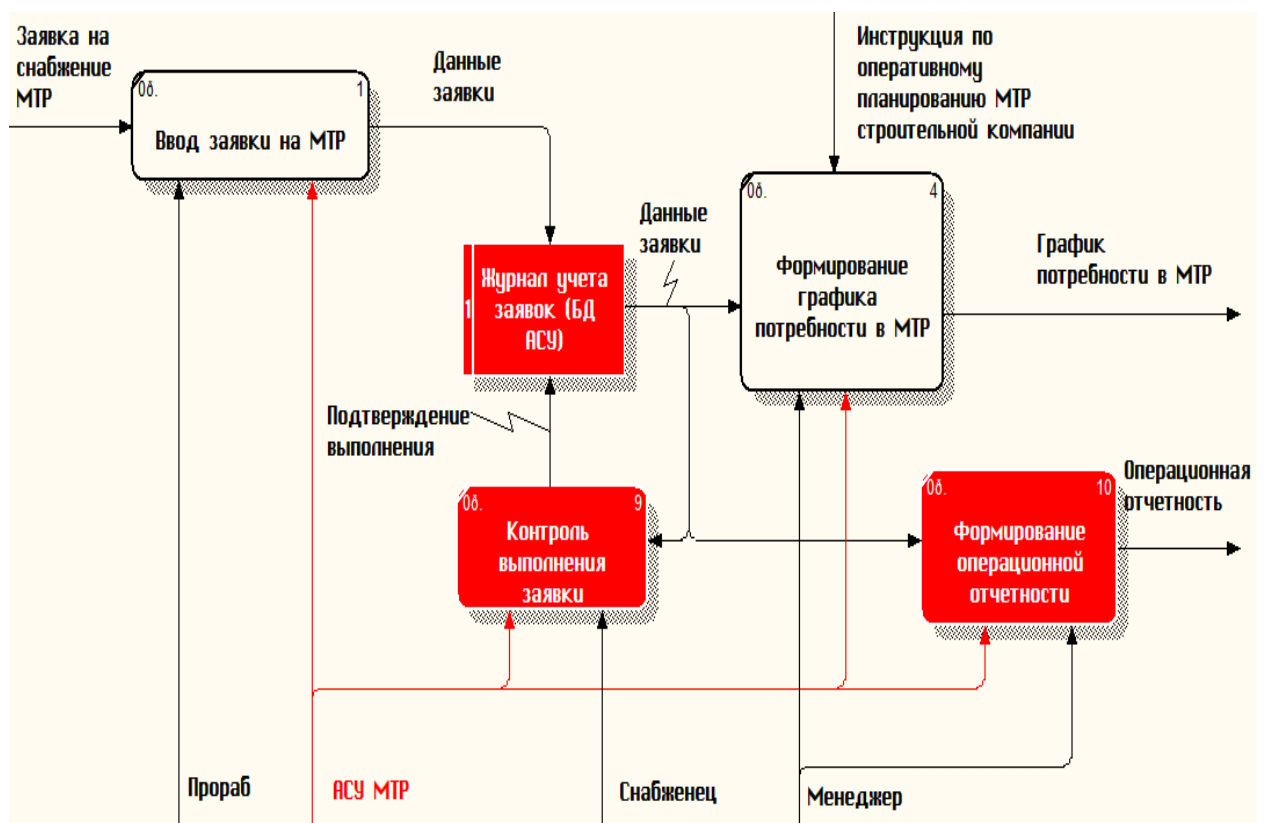 Заявка на
снабжение
МТР
0д.
1
Ввод заявки на МТР
Данные
заявки
Инструкция по
оперативному
планированию МТР
строительной компании
1
Журнал учета
заявок (БД
АСУ)
Данные
заявки
0д.
4
Формирование
графика
потребности в МТР
График
потребности в МТР
Подтверждение
выполнения
0д.
9
Контроль
выполнения
заявки
0д.
10
Формирование
операционной
отчетности
Операционная
отчетность
Прораб
АСУ МТР
Снабженец
Менеджер